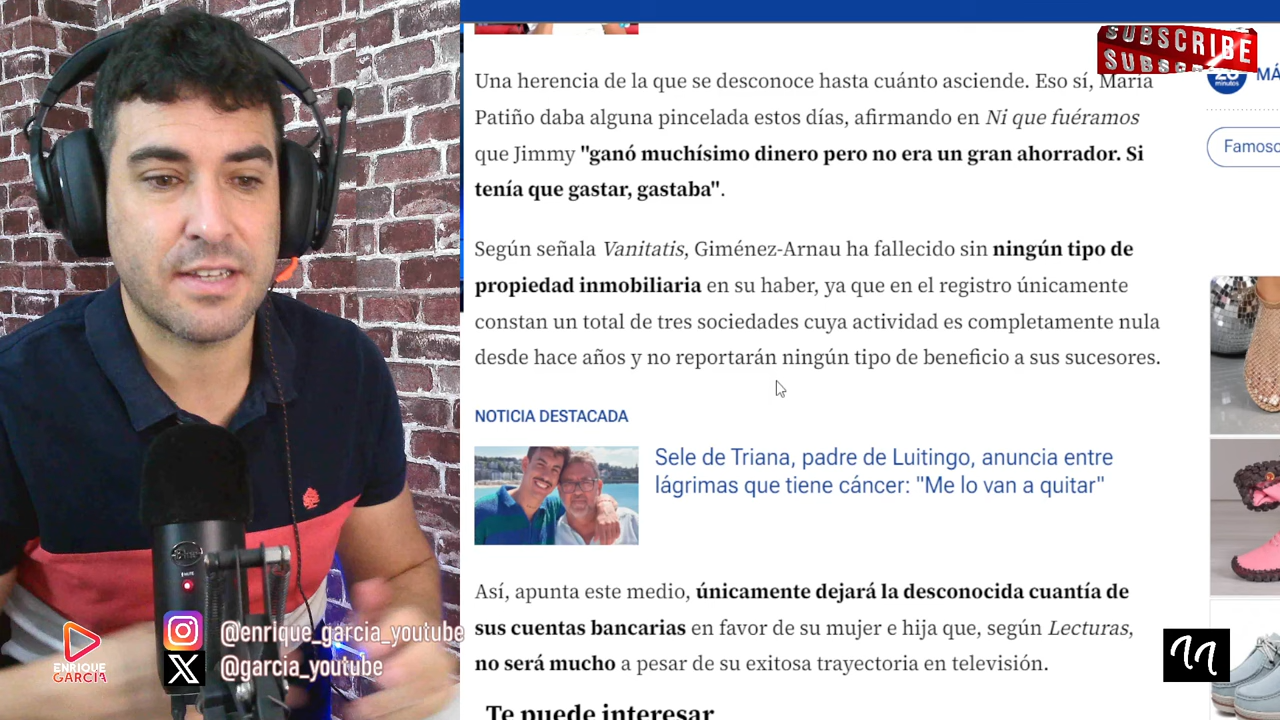 SUBSCRIBE
SUBS
20
minutos
MÁ
Una herencia de la que se desconoce hasta cuánto asciende. Eso sí, María
Patiño daba alguna pincelada estos días, afirmando en Ni que fuéramos
que Jimmy "ganó muchísimo dinero pero no era un gran ahorrador. Si
tenía que gastar, gastaba".
Famoso
Según señala Vanitatis, Giménez-Arnau ha fallecido sin ningún tipo de
propiedad inmobiliaria en su haber, ya que en el registro únicamente
constan un total de tres sociedades cuya actividad es completamente nula
desde hace años y no reportarán ningún tipo de beneficio a sus sucesores.
NOTICIA DESTACADA
Sele de Triana, padre de Luitingo, anuncia entre
lágrimas que tiene cáncer: "Me lo van a quitar"
Así, apunta este medio, únicamente dejará la desconocida cuantía de
sus cuentas bancarias en favor de su mujer e hija que, según Lecturas,
no será mucho a pesar de su exitosa trayectoria en televisión.
Te puede interesar
@enrique_garcia_youtube
@garcia_youtube
ENRIQUE
GARCIA